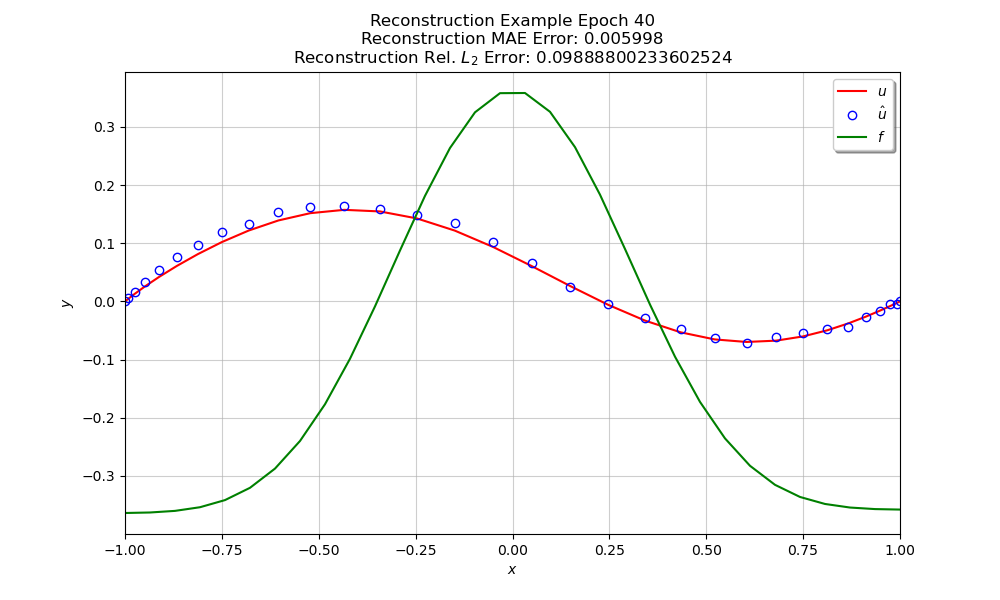 Reconstruction Example Epoch 40
Reconstruction MAE Error: 0.005998
Reconstruction Rel. L₂ Error: 0.09888800233602524
u
û
f
0.3
0.2
0.1
0.0
−0.1
−0.2
−0.3
y
−1.00 −0.75 −0.50 −0.25 0.00 0.25 0.50 0.75 1.00
x